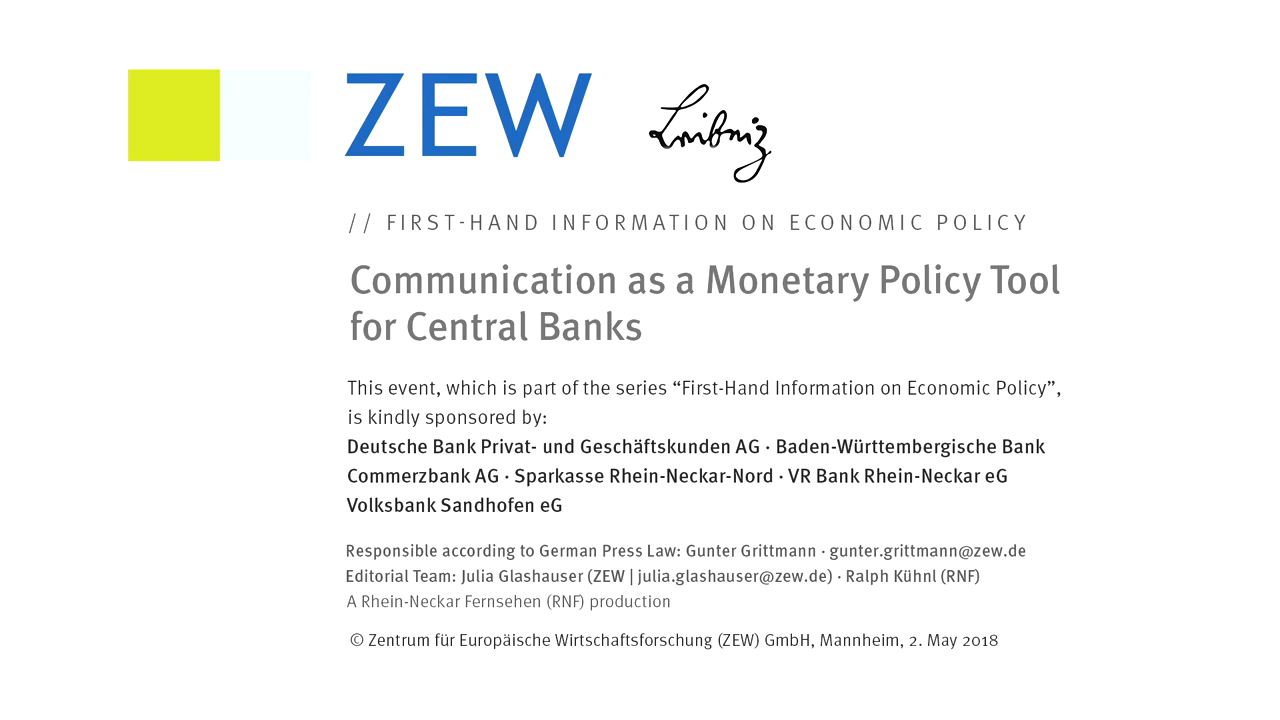 ZEW
Leibniz
// FIRST-HAND INFORMATION ON ECONOMIC POLICY
Communication as a Monetary Policy Tool
for Central Banks
This event, which is part of the series “First-Hand Information on Economic Policy”,
is kindly sponsored by:
Deutsche Bank Privat- und Geschäftskunden AG · Baden-Württembergische Bank
Commerzbank AG · Sparkasse Rhein-Neckar-Nord · VR Bank Rhein-Neckar eG
Volksbank Sandhofen eG
Responsible according to German Press Law: Gunter Grittmann · gunter.grittmann@zew.de
Editorial Team: Julia Glashauser (ZEW | julia.glashauser@zew.de) · Ralph Kühnl (RNF)
A Rhein-Neckar Fernsehen (RNF) production
© Zentrum für Europäische Wirtschaftsforschung (ZEW) GmbH, Mannheim, 2. May 2018